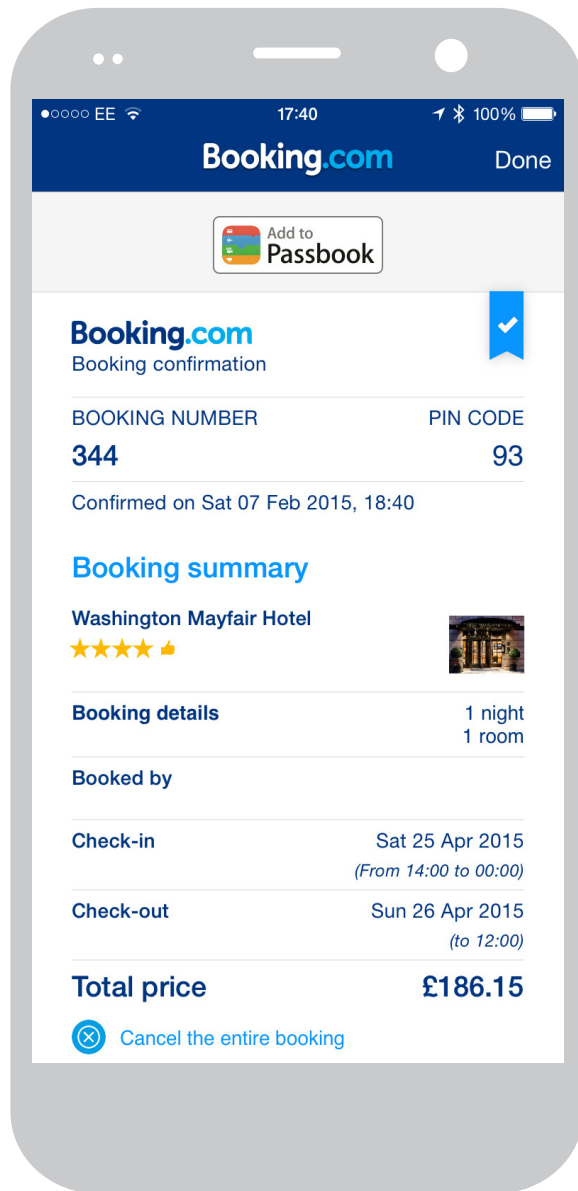 EE 17:40 100%
Booking.com Done
Add to
Passbook
Booking.com
Booking confirmation
BOOKING NUMBER PIN CODE
344 93
Confirmed on Sat 07 Feb 2015, 18:40
Booking summary
Washington Mayfair Hotel
Booking details 1 night
1 room
Booked by
Check-in Sat 25 Apr 2015
(From 14:00 to 00:00)
Check-out Sun 26 Apr 2015
(to 12:00)
Total price £186.15
Cancel the entire booking